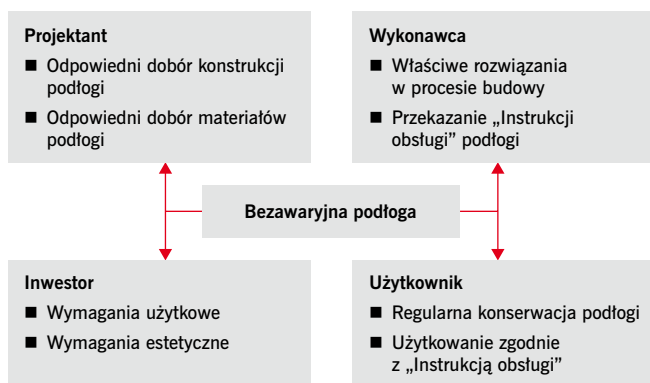 Projektant
■ Odpowiedni dobór konstrukcji
podłogi
■ Odpowiedni dobór materiałów
podłogi
Wykonawca
■ Właściwe rozwiązania
w procesie budowy
■ Przekazanie „Instrukcji
obsługi” podłogi
Bezawaryjna podłoga
Inwestor
■ Wymagania użytkowe
■ Wymagania estetyczne
Użytkownik
■ Regularna konserwacja podłogi
■ Użytkowanie zgodnie
z „Instrukcją obsługi”